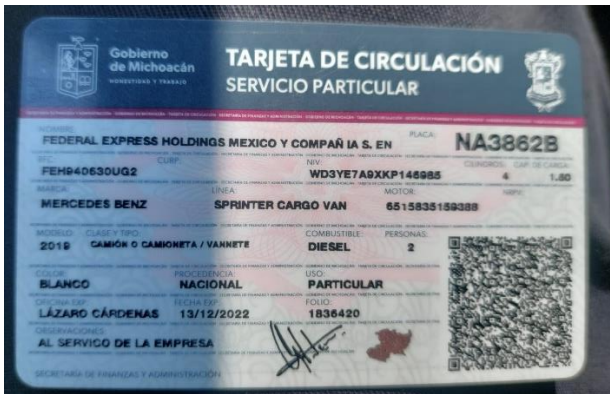 Gobierno
de Michoacán
HONESTIDAD Y TRABAJO
TARJETA DE CIRCULACIÓN
SERVICIO PARTICULAR
NOMBRE: PLACA:
FEDERAL EXPRESS HOLDINGS MEXICO Y COMPAÑ IA S. EN NA3862B
RFC: CURP: NIV: CILINDROS: CAP. DE CARGA:
FEH940630UG2 WD3YE7A9XKP146985 4 1.80
MARCA: LÍNEA: MOTOR:
MERCEDES BENZ SPRINTER CARGO VAN 6515835159388
MODELO: CLASE Y TIPO: COMBUSTIBLE: PERSONAS:
2019 CAMIÓN O CAMIONETA / VANNETE DIESEL 2
COLOR: PROCEDENCIA: USO:
BLANCO NACIONAL PARTICULAR
OFICINA EXP: FECHA EXP: FOLIO:
LÁZARO CÁRDENAS 13/12/2022 1836420
OBSERVACIONES:
AL SERVICO DE LA EMPRESA
SECRETARÍA DE FINANZAS Y ADMINISTRACIÓN